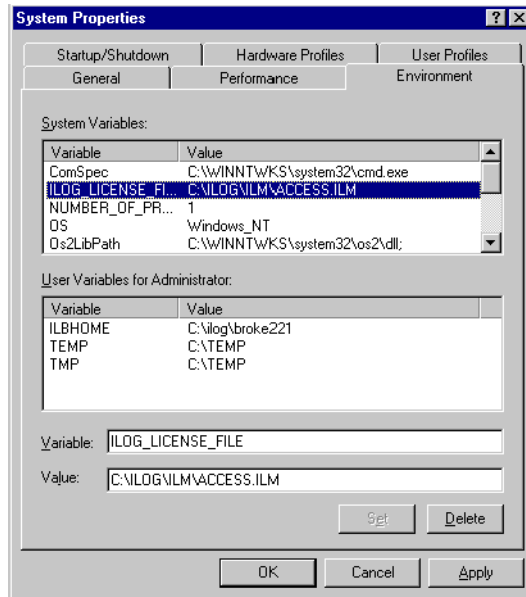 System Properties
Startup/Shutdown Hardware Profiles User Profiles
General Performance Environment
System Variables:
Variable Value
ComSpec C:\WINNTWKS\system32\cmd.exe
ILOG_LICENSE_FI... C:\ILOG\ILM\ACCESS.ILM
NUMBER_OF_PR... 1
OS Windows_NT
Os2LibPath C:\WINNTWKS\system32\os2\dll;
User Variables for Administrator:
Variable Value
ILBHOME C:\ilog\broke221
TEMP C:\TEMP
TMP C:\TEMP
Variable: ILOG_LICENSE_FILE
Value: C:\ILOG\ILM\ACCESS.ILM
Set Delete
OK Cancel Apply